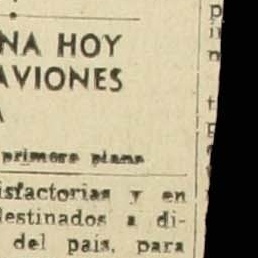 NA HOY
AVIONES
A
primera plana
isfactorias y en
destinados a di-
del país, para